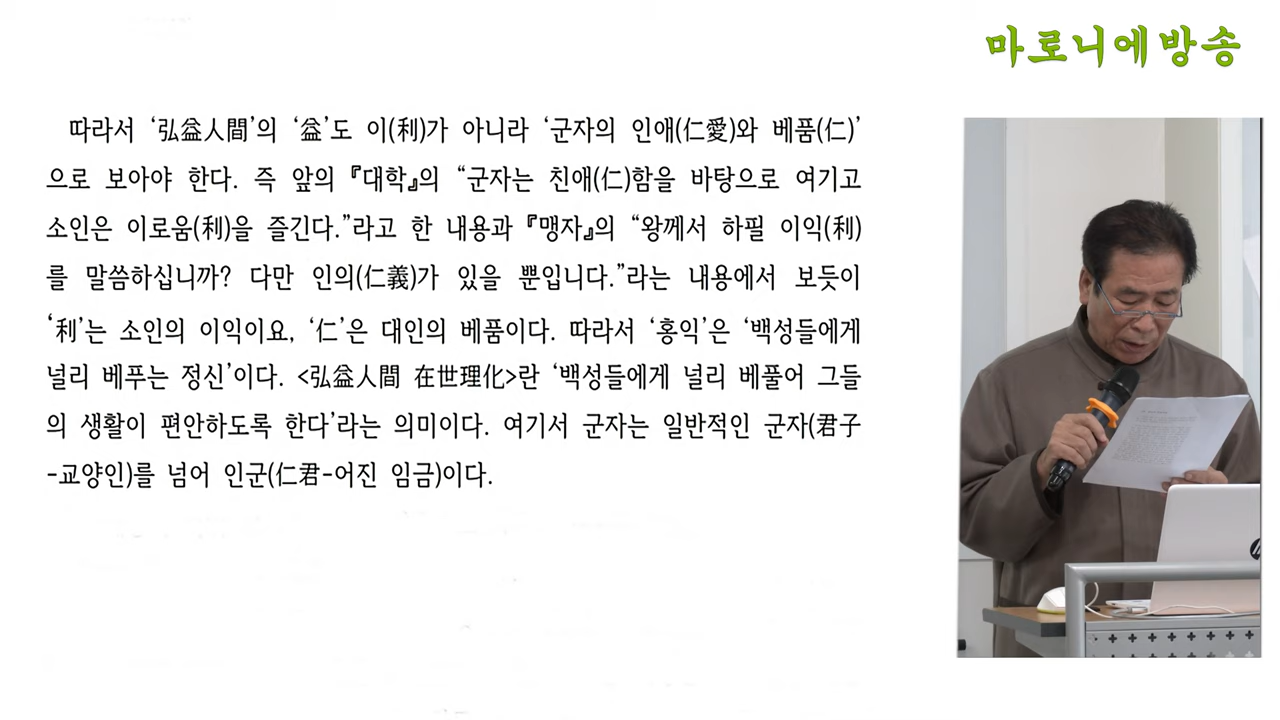 마로니에방송
따라서 ‘弘益人間’의 ‘益’도 이(利)가 아니라 ‘군자의 인애(仁愛)와 베품(仁)’
으로 보아야 한다. 즉 앞의 『대학』의 “군자는 친애(仁)함을 바탕으로 여기고
소인은 이로움(利)을 즐긴다.”라고 한 내용과 『맹자』의 “왕께서 하필 이익(利)
를 말씀하십니까? 다만 인의(仁義)가 있을 뿐입니다.”라는 내용에서 보듯이
‘利’는 소인의 이익이요, ‘仁’은 대인의 베품이다. 따라서 ‘홍익’은 ‘백성들에게
널리 베푸는 정신’이다. <弘益人間 在世理化>란 ‘백성들에게 널리 베풀어 그들
의 생활이 편안하도록 한다’라는 의미이다. 여기서 군자는 일반적인 군자(君子
-교양인)를 넘어 인군(仁君-어진 임금)이다.